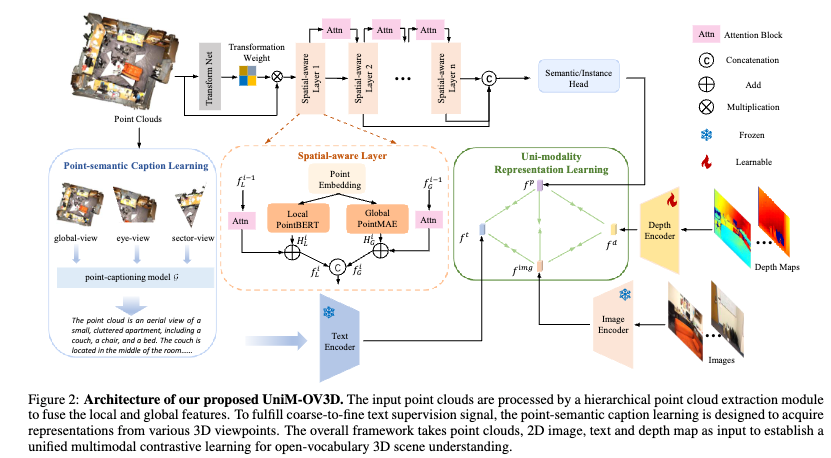 Attn
Attn
Attn
Attn
Attention Block
Transformation
Weight
Transform Net
Spatial-aware
Layer 1
Spatial-aware
Layer 2
Spatial-aware
Layer n
C
Semantic/Instance
Head
C
Concatenation
Add
Multiplication
Frozen
Learnable
Point Clouds
Point-semantic Caption Learning
global-view
eye-view
sector-view
point-captioning model 𝒢
The point cloud is an aerial view of a
small, cluttered apartment, including a
couch, a chair, and a bed. The couch is
located in the middle of the room......
Spatial-aware Layer
f_L^{i-1}
Point
Embedding
f_G^{i-1}
Attn
Local
PointBERT
Global
PointMAE
Attn
H_L^i
H_G^i
f_L^i
C
f_G^i
Uni-modality
Representation Learning
f^p
f^t
f^d
f^{img}
Depth
Encoder
Depth Maps
Text
Encoder
Image
Encoder
Images
Figure 2: Architecture of our proposed UniM-OV3D. The input point clouds are processed by a hierarchical point cloud extraction module
to fuse the local and global features. To fulfill coarse-to-fine text supervision signal, the point-semantic caption learning is designed to acquire
representations from various 3D viewpoints. The overall framework takes point clouds, 2D image, text and depth map as input to establish a
unified multimodal contrastive learning for open-vocabulary 3D scene understanding.